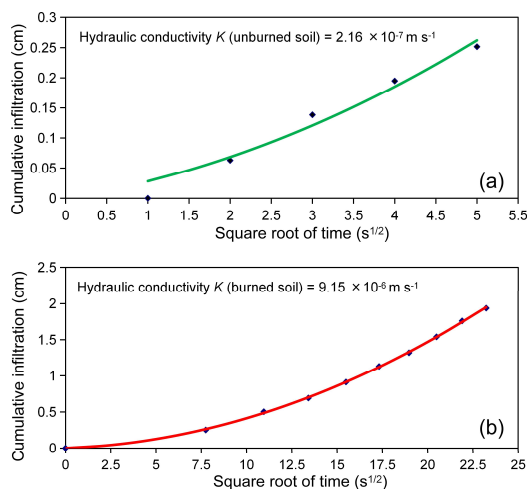 0.3
Hydraulic conductivity K (unburned soil) = 2.16 ×10⁻⁷ m s⁻¹
0.25
0.2
0.15
0.1
0.05
0
Cumulative infiltration (cm)
(a)
0 0.5 1 1.5 2 2.5 3 3.5 4 4.5 5 5.5
Square root of time (s¹/²)
2.5
Hydraulic conductivity K (burned soil) = 9.15 ×10⁻⁶ m s⁻¹
2
1.5
1
0.5
0
Cumulative infiltration (cm)
(b)
0 2.5 5 7.5 10 12.5 15 17.5 20 22.5 25
Square root of time (s¹/²)